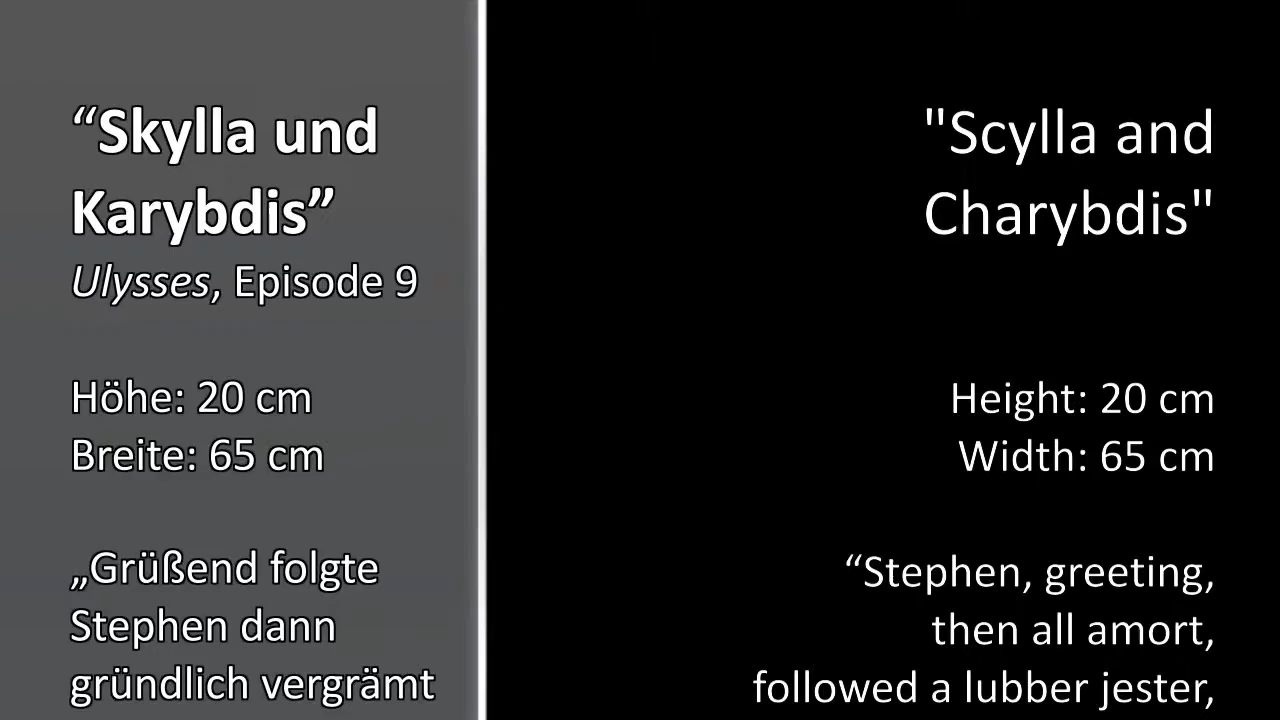 “Skylla und
Karybdis”
Ulysses, Episode 9
Höhe: 20 cm
Breite: 65 cm
„Grüßend folgte
Stephen dann
gründlich vergrämt
"Scylla and
Charybdis"
Height: 20 cm
Width: 65 cm
“Stephen, greeting,
then all amort,
followed a lubber jester,